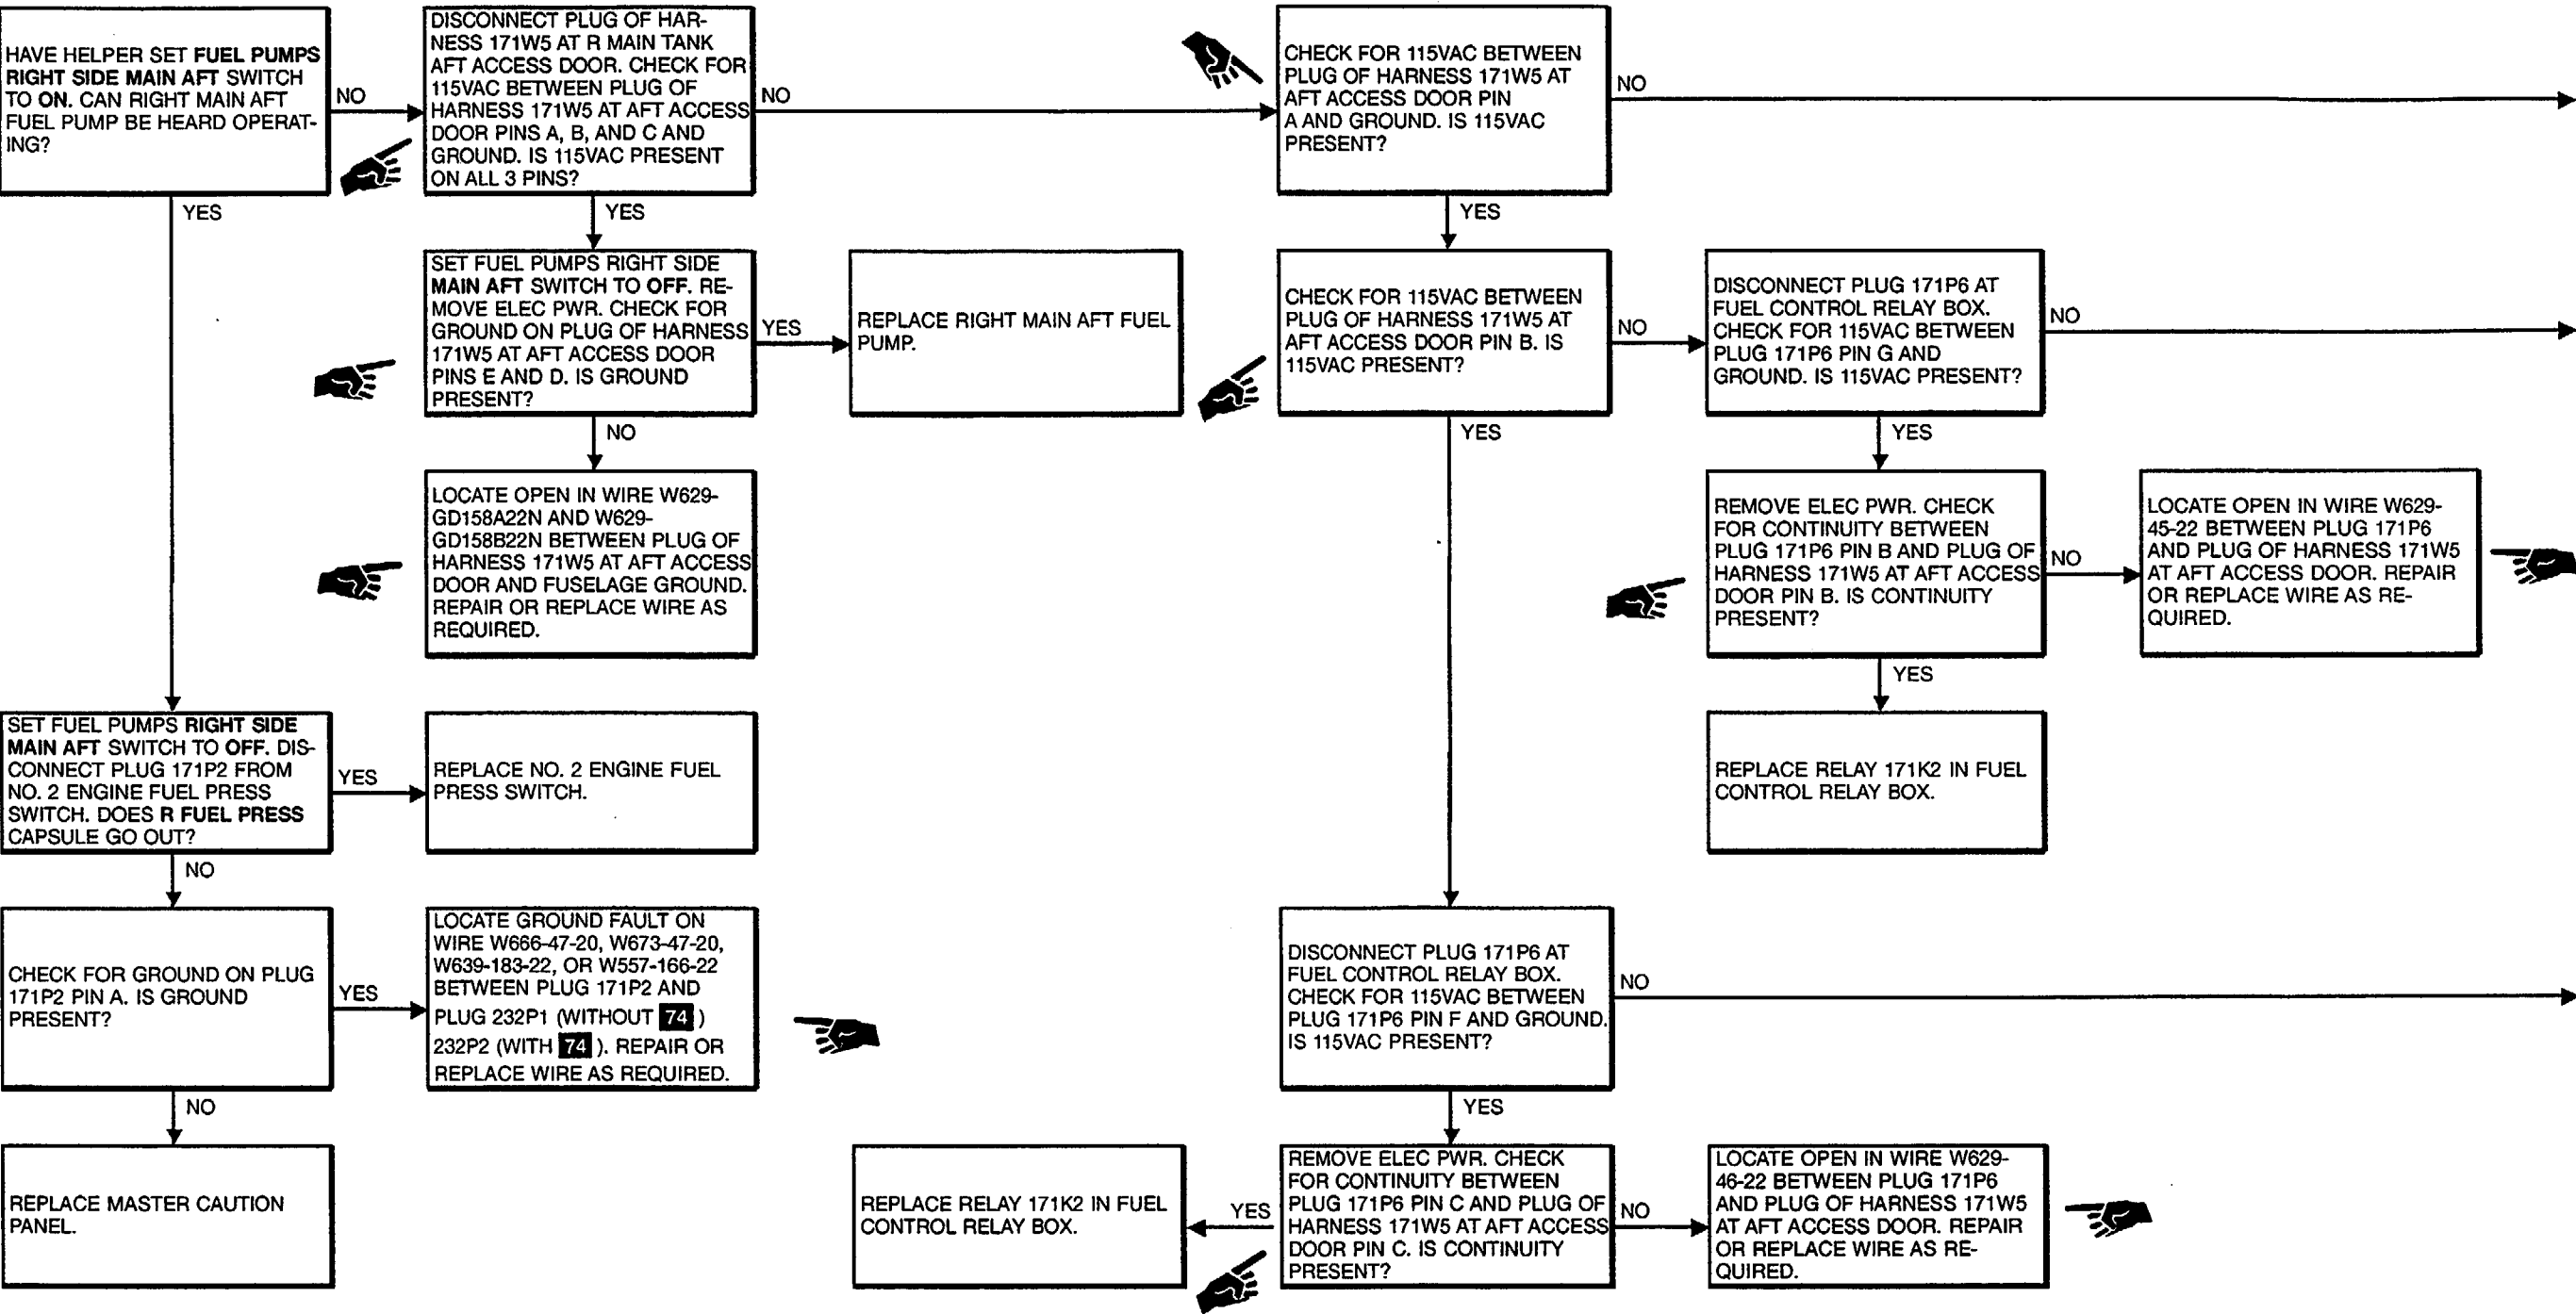 HAVE HELPER SET FUEL PUMPS
RIGHT SIDE MAIN AFT SWITCH
TO ON. CAN RIGHT MAIN AFT
FUEL PUMP BE HEARD OPERAT-
ING?
NO
YES
DISCONNECT PLUG OF HAR-
NESS 171W5 AT R MAIN TANK
AFT ACCESS DOOR. CHECK FOR
115VAC BETWEEN PLUG OF
HARNESS 171W5 AT AFT ACCESS
DOOR PINS A, B, AND C AND
GROUND. IS 115VAC PRESENT
ON ALL 3 PINS?
NO
YES
CHECK FOR 115VAC BETWEEN
PLUG OF HARNESS 171W5 AT
AFT ACCESS DOOR PIN
A AND GROUND. IS 115VAC
PRESENT?
NO
YES
SET FUEL PUMPS RIGHT SIDE
MAIN AFT SWITCH TO OFF. RE-
MOVE ELEC PWR. CHECK FOR
GROUND ON PLUG OF HARNESS
171W5 AT AFT ACCESS DOOR
PINS E AND D. IS GROUND
PRESENT?
YES
NO
REPLACE RIGHT MAIN AFT FUEL
PUMP.
CHECK FOR 115VAC BETWEEN
PLUG OF HARNESS 171W5 AT
AFT ACCESS DOOR PIN B. IS
115VAC PRESENT?
NO
YES
DISCONNECT PLUG 171P6 AT
FUEL CONTROL RELAY BOX.
CHECK FOR 115VAC BETWEEN
PLUG 171P6 PIN G AND
GROUND. IS 115VAC PRESENT?
NO
YES
LOCATE OPEN IN WIRE W629-
GD158A22N AND W629-
GD158B22N BETWEEN PLUG OF
HARNESS 171W5 AT AFT ACCESS
DOOR AND FUSELAGE GROUND.
REPAIR OR REPLACE WIRE AS
REQUIRED.
REMOVE ELEC PWR. CHECK
FOR CONTINUITY BETWEEN
PLUG 171P6 PIN B AND PLUG OF
HARNESS 171W5 AT AFT ACCESS
DOOR PIN B. IS CONTINUITY
PRESENT?
NO
YES
LOCATE OPEN IN WIRE W629-
45-22 BETWEEN PLUG 171P6
AND PLUG OF HARNESS 171W5
AT AFT ACCESS DOOR. REPAIR
OR REPLACE WIRE AS RE-
QUIRED.
SET FUEL PUMPS RIGHT SIDE
MAIN AFT SWITCH TO OFF. DIS-
CONNECT PLUG 171P2 FROM
NO. 2 ENGINE FUEL PRESS
SWITCH. DOES R FUEL PRESS
CAPSULE GO OUT?
YES
NO
REPLACE NO. 2 ENGINE FUEL
PRESS SWITCH.
REPLACE RELAY 171K2 IN FUEL
CONTROL RELAY BOX.
CHECK FOR GROUND ON PLUG
171P2 PIN A. IS GROUND
PRESENT?
YES
NO
LOCATE GROUND FAULT ON
WIRE W666-47-20, W673-47-20,
W639-183-22, OR W557-166-22
BETWEEN PLUG 171P2 AND
PLUG 232P1 (WITHOUT 74 )
232P2 (WITH 74 ). REPAIR OR
REPLACE WIRE AS REQUIRED.
DISCONNECT PLUG 171P6 AT
FUEL CONTROL RELAY BOX.
CHECK FOR 115VAC BETWEEN
PLUG 171P6 PIN F AND GROUND.
IS 115VAC PRESENT?
NO
YES
REPLACE MASTER CAUTION
PANEL.
REPLACE RELAY 171K2 IN FUEL
CONTROL RELAY BOX.
YES
REMOVE ELEC PWR. CHECK
FOR CONTINUITY BETWEEN
PLUG 171P6 PIN C AND PLUG OF
HARNESS 171W5 AT AFT ACCESS
DOOR PIN C. IS CONTINUITY
PRESENT?
NO
LOCATE OPEN IN WIRE W629-
46-22 BETWEEN PLUG 171P6
AND PLUG OF HARNESS 171W5
AT AFT ACCESS DOOR. REPAIR
OR REPLACE WIRE AS RE-
QUIRED.